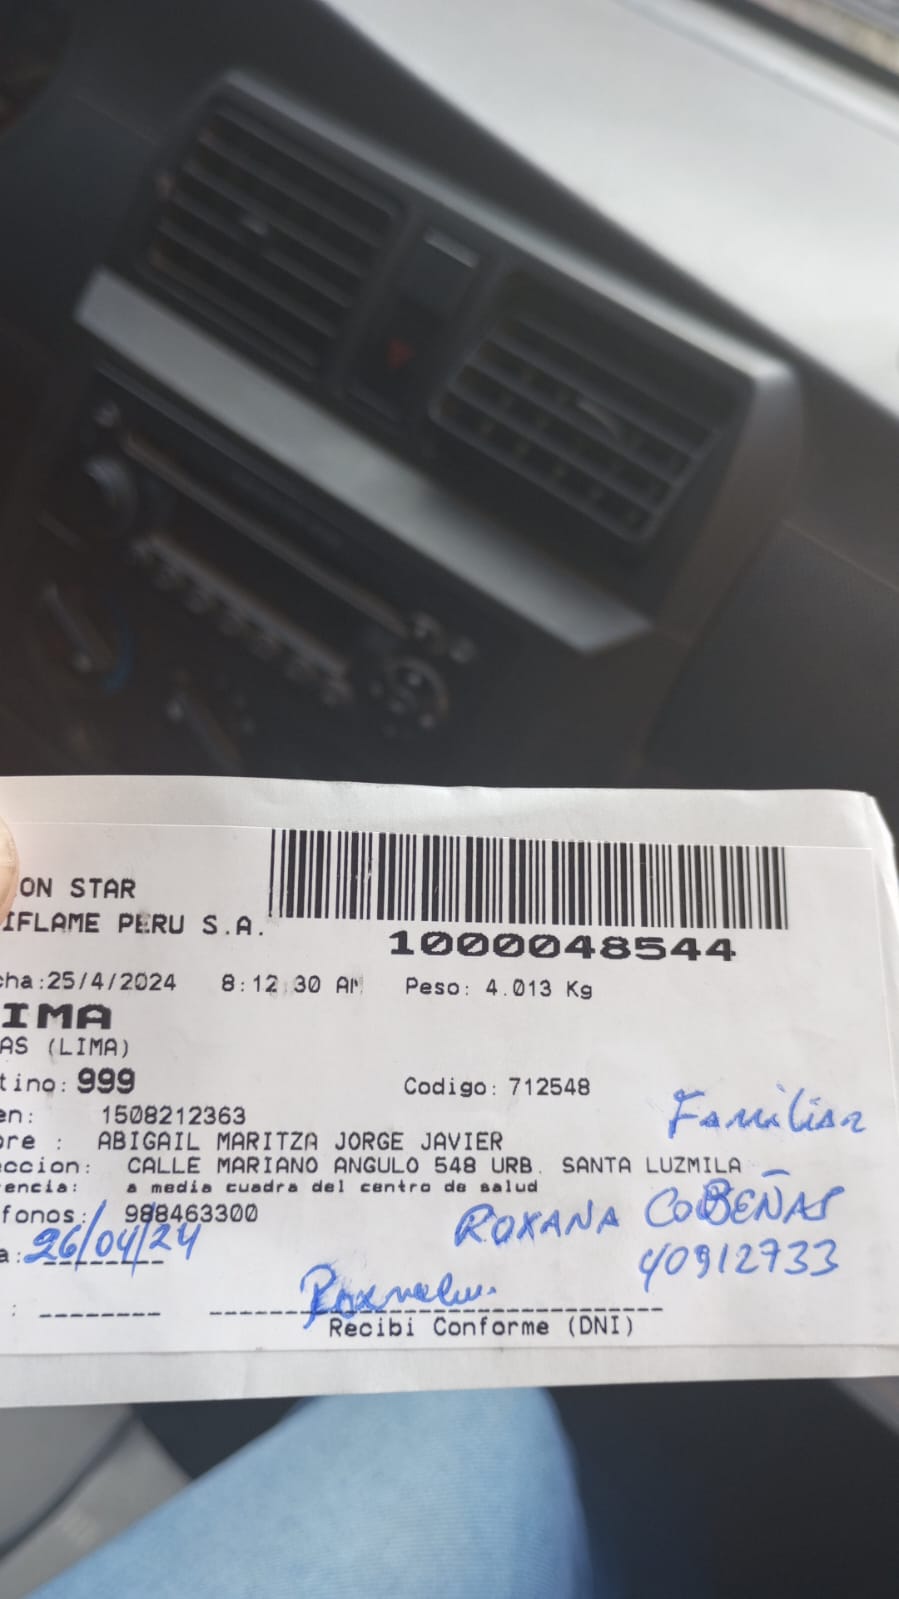 ON STAR
IFLAME PERU S.A.
1000048544
cha:25/4/2024 8:12:30 AM Peso: 4.013 Kg
IMA
AS (LIMA)
tino: 999 Codigo: 712548
en: 1508212363
Familiar
bre : ABIGAIL MARITZA JORGE JAVIER
eccion: CALLE MARIANO ANGULO 548 URB. SANTA LUZMILA
encia: a media cuadra del centro de salud
fonos: 988463300
ROXANA COBEÑAS
a: 26/04/24
40912733
Recibi Conforme (DNI)